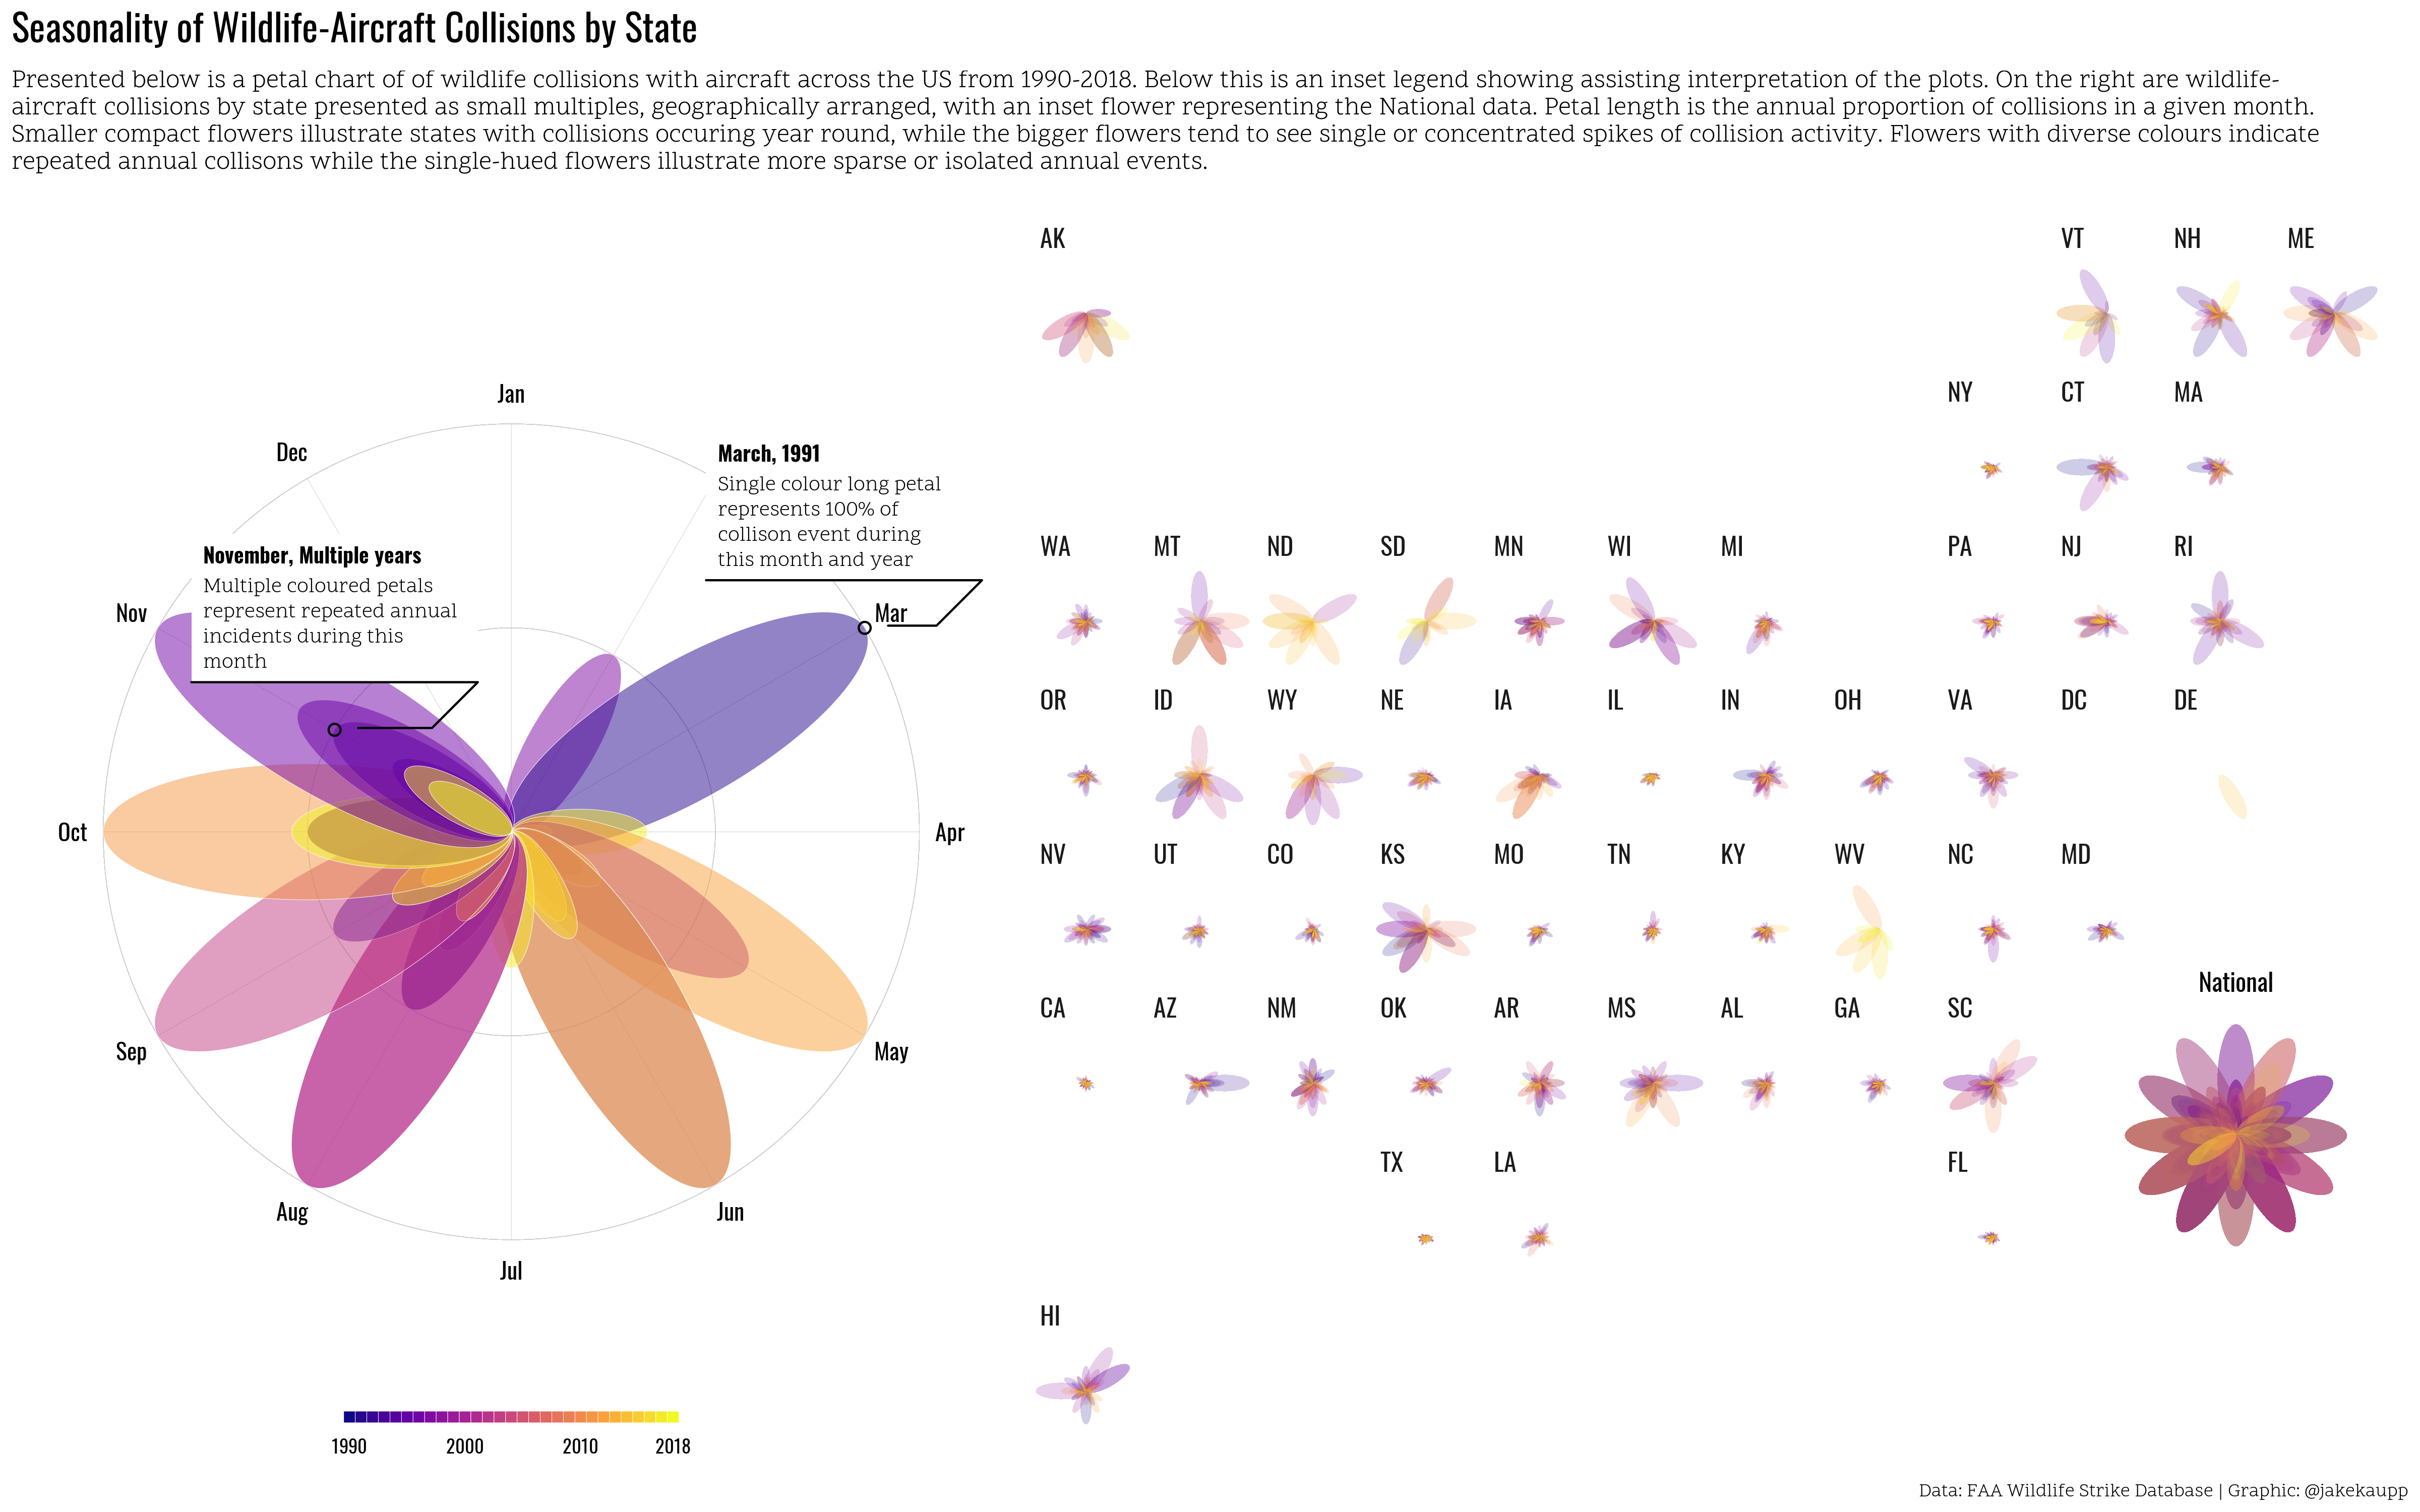 Seasonality of Wildlife-Aircraft Collisions by State
Presented below is a petal chart of of wildlife collisions with aircraft across the US from 1990-2018. Below this is an inset legend showing assisting interpretation of the plots. On the right are wildlife-
aircraft collisions by state presented as small multiples, geographically arranged, with an inset flower representing the National data. Petal length is the annual proportion of collisions in a given month.
Smaller compact flowers illustrate states with collisions occuring year round, while the bigger flowers tend to see single or concentrated spikes of collision activity. Flowers with diverse colours indicate
repeated annual collisons while the single-hued flowers illustrate more sparse or isolated annual events.
Jan
Dec
March, 1991
Single colour long petal
represents 100% of
collison event during
this month and year
November, Multiple years
Multiple coloured petals
represent repeated annual
incidents during this
month
Nov
Mar
Oct
Apr
Sep
May
Aug
Jun
Jul
1990
2000
2010
2018
AK
VT
NH
ME
NY
CT
MA
WA
MT
ND
SD
MN
WI
MI
PA
NJ
RI
OR
ID
WY
NE
IA
IL
IN
OH
VA
DC
DE
NV
UT
CO
KS
MO
TN
KY
WV
NC
MD
CA
AZ
NM
OK
AR
MS
AL
GA
SC
National
TX
LA
FL
HI
Data: FAA Wildlife Strike Database | Graphic: @jakekaupp